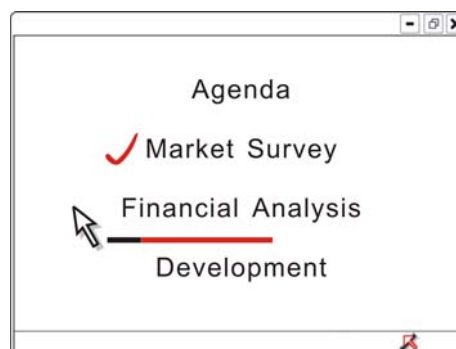 Agenda
Market Survey
Financial Analysis
Development